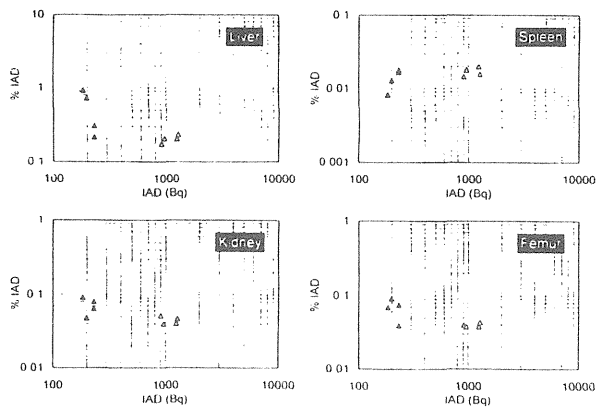 10
1
0 1
% IAD
Liver
100
1000
10000
IAD (Bq)
0 1
0 01
0 001
% IAD
Spleen
100
1000
10000
IAD (Bq)
1
0 1
0 01
% IAD
Kidney
100
1000
10000
IAD (Bq)
1
0 1
0 01
% IAD
Femur
100
1000
10000
IAD (Bq)